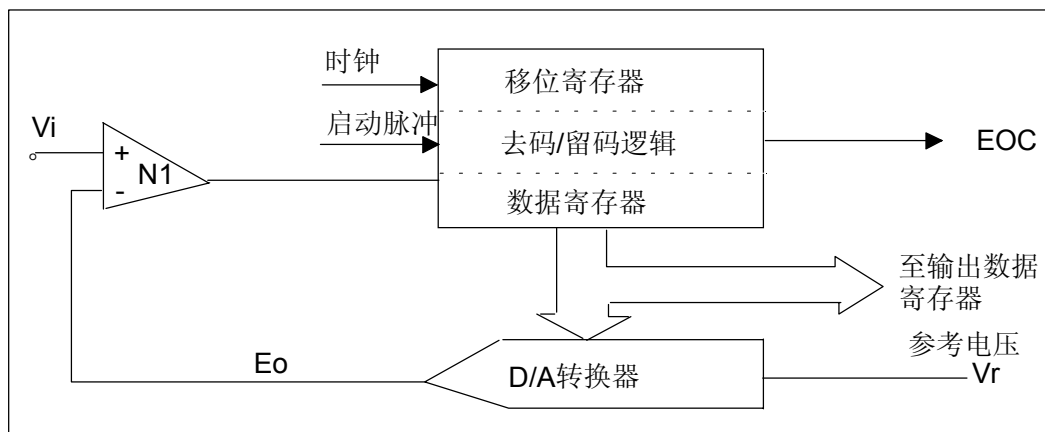 时钟
移位寄存器
启动脉冲
去码/留码逻辑
EOC
Vi
+
N1
-
数据寄存器
至输出数据
寄存器
参考电压
Eo
D/A转换器
Vr